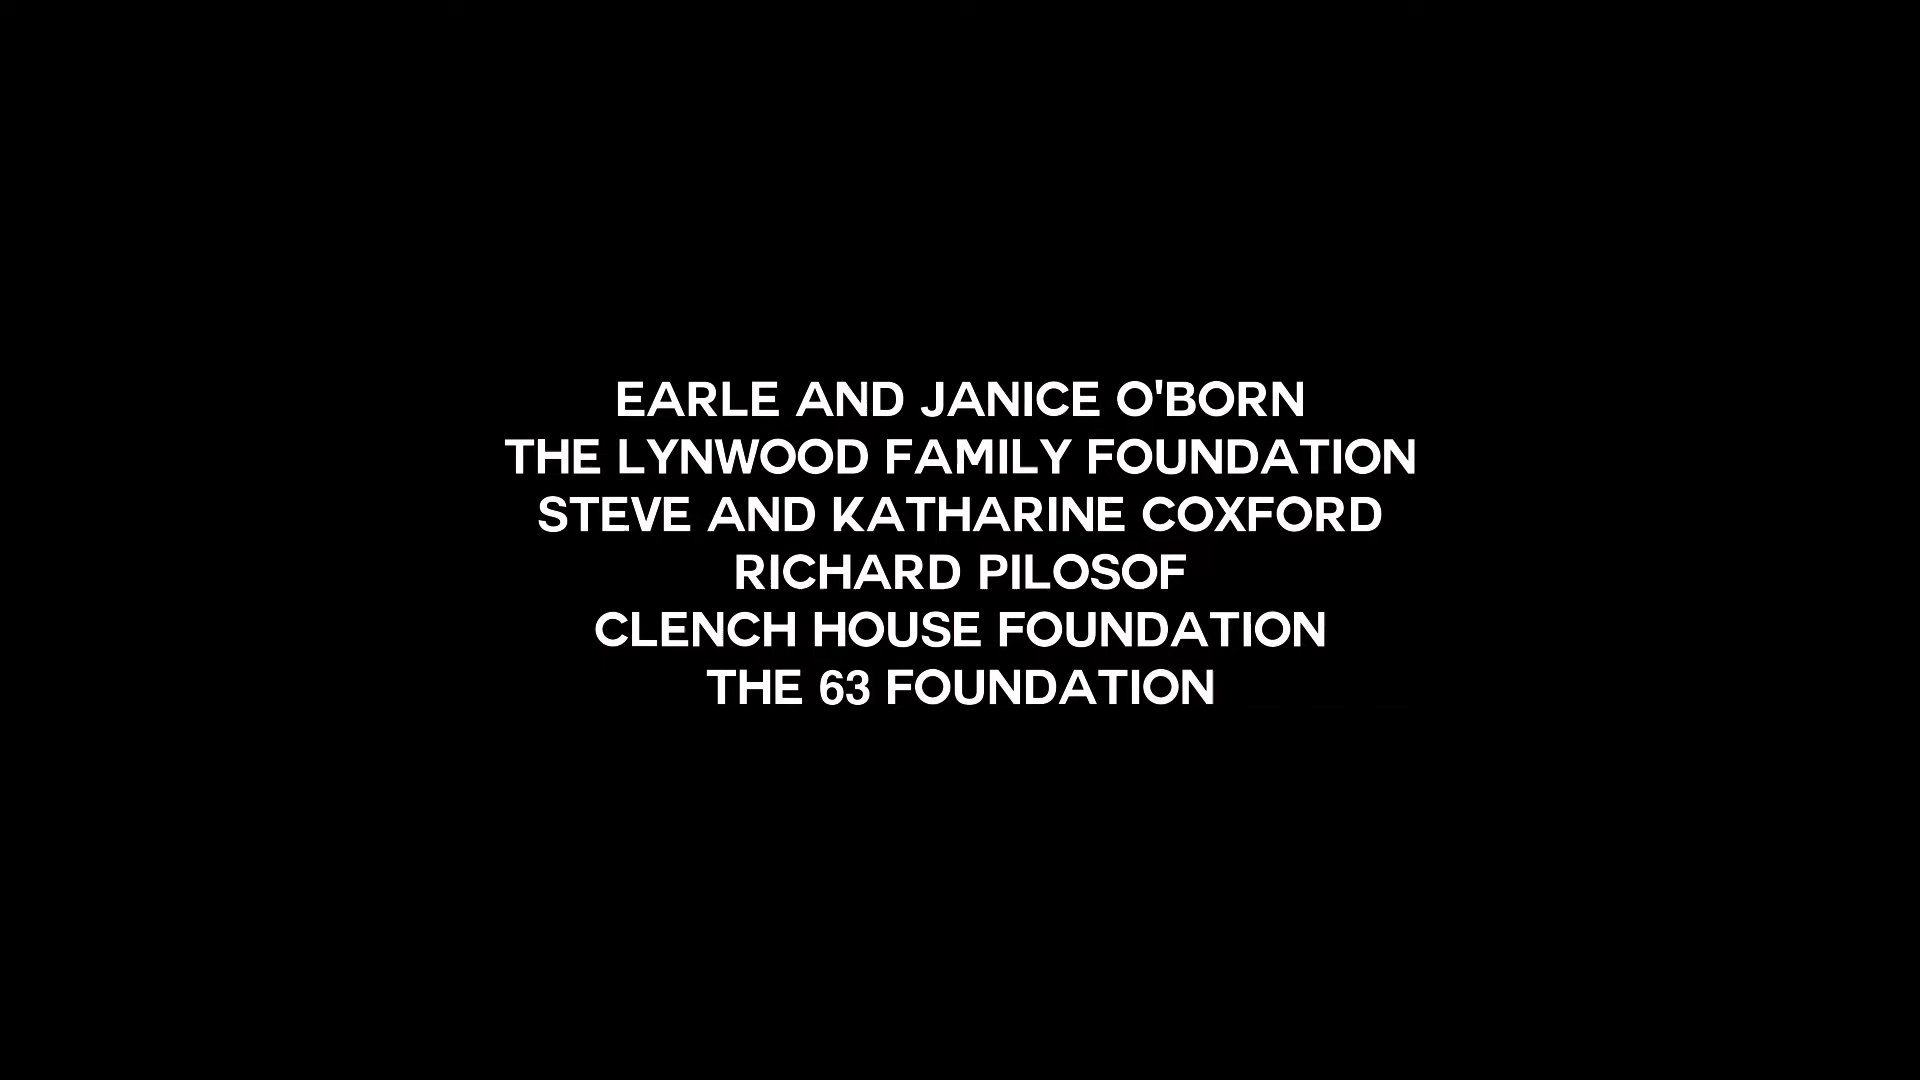 EARLE AND JANICE O'BORN
THE LYNWOOD FAMILY FOUNDATION
STEVE AND KATHARINE COXFORD
RICHARD PILOSOF
CLENCH HOUSE FOUNDATION
THE 63 FOUNDATION